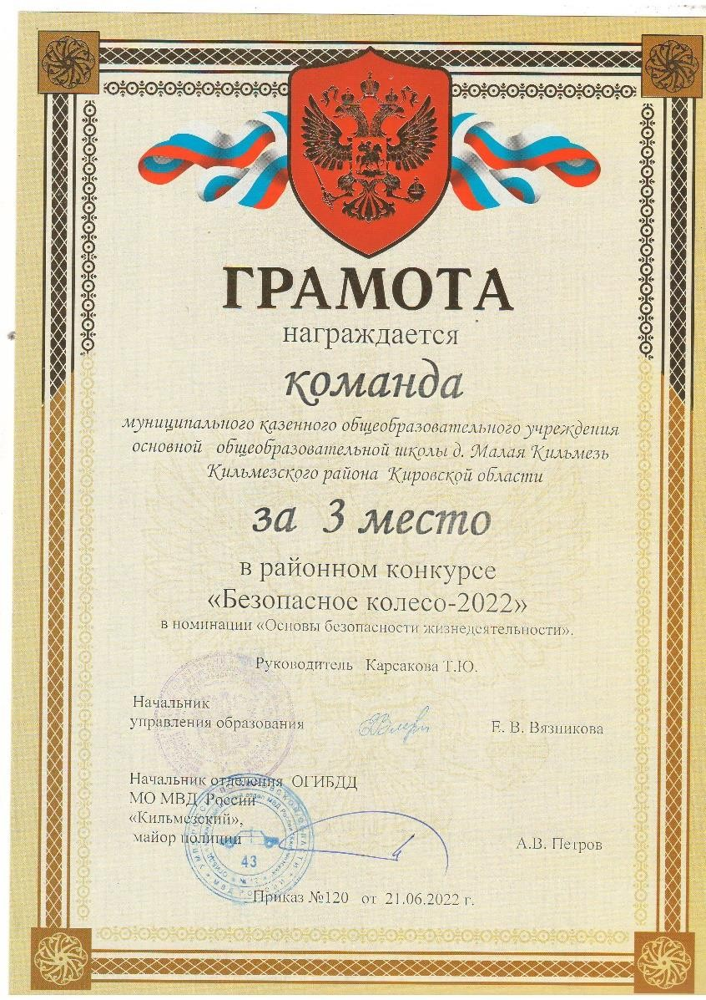 ГРАМОТА
награждается
команда
муниципального казенного общеобразовательного учреждения
основной общеобразовательной школы д. Малая Кильмезь
Кильмезского района Кировской области
за 3 место
в районном конкурсе
«Безопасное колесо-2022»
в номинации «Основы безопасности жизнедеятельности».
Руководитель Карсакова Т.Ю.
Начальник
управления образования Е. В. Вязникова
Начальник отделения ОГИБДД
МО МВД России
«Кильмезский»,
майор полиции А.В. Петров
43
МВД РОССИИ
Приказ №120 от 21.06.2022 г.